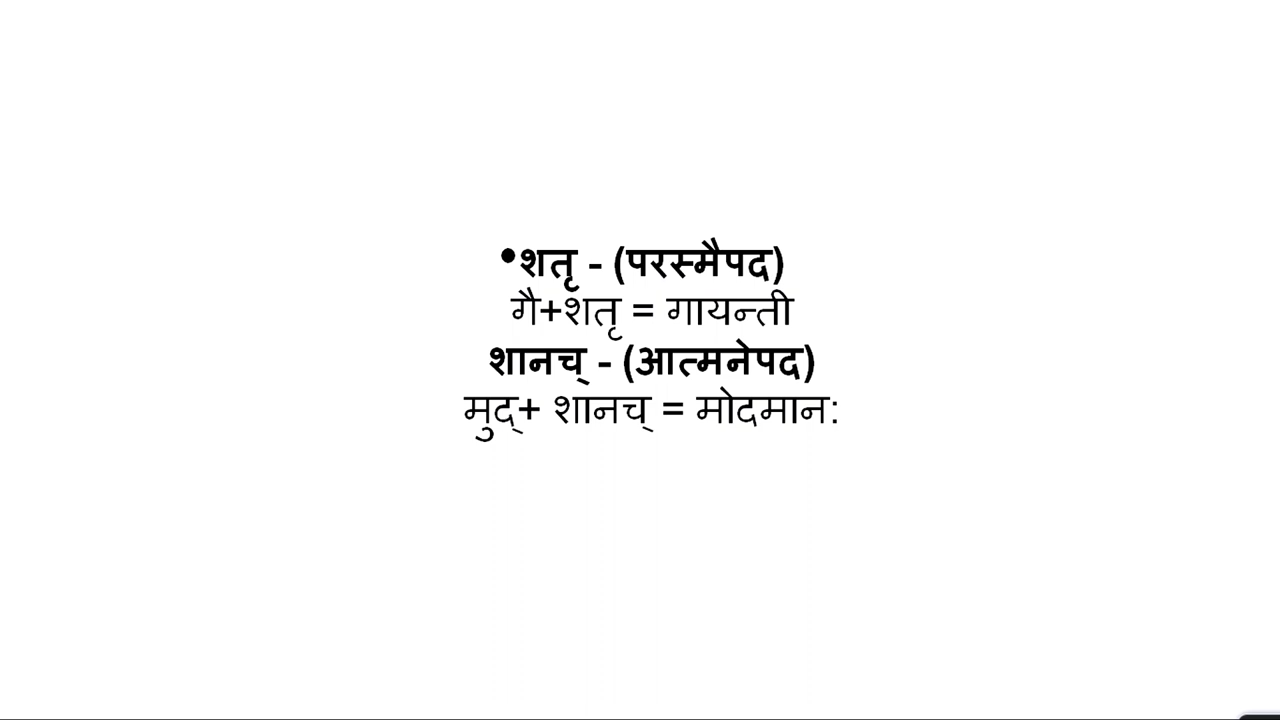 •शतृ - (परस्मैपद)
गै+शतृ = गायन्ती
शानच् - (आत्मनेपद)
मुद्+ शानच् = मोदमान: